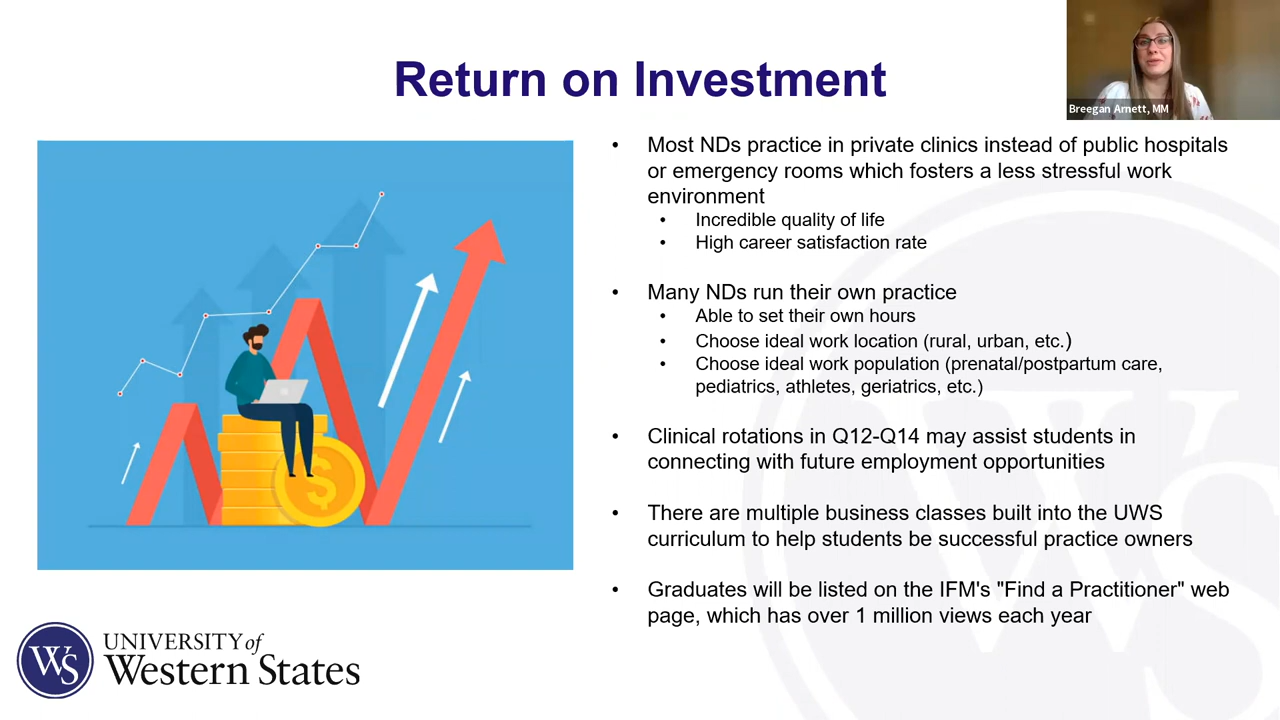 Return on Investment
Breegan Arnett, MM
• Most NDs practice in private clinics instead of public hospitals
or emergency rooms which fosters a less stressful work
environment
• Incredible quality of life
• High career satisfaction rate
• Many NDs run their own practice
• Able to set their own hours
• Choose ideal work location (rural, urban, etc.)
• Choose ideal work population (prenatal/postpartum care,
pediatrics, athletes, geriatrics, etc.)
• Clinical rotations in Q12-Q14 may assist students in
connecting with future employment opportunities
• There are multiple business classes built into the UWS
curriculum to help students be successful practice owners
• Graduates will be listed on the IFM's "Find a Practitioner" web
page, which has over 1 million views each year
$
WS
UNIVERSITY of
Western States
WS